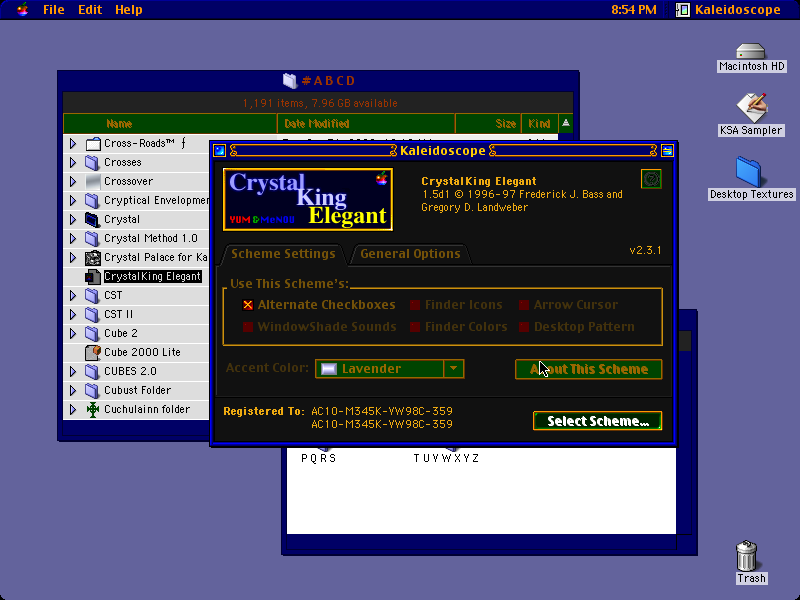 File Edit Help
8:54 PM
Kaleidoscope
#ABCD
1,191 items, 7.96 GB available
Name
Date Modified
Size
Kind
Cross-Roads™ ƒ
Crosses
Crossover
Cryptical Envelopmen
Crystal
Crystal Method 1.0
Crystal Palace for Ka
CrystalKing Elegant
CST
CST II
Cube 2
Cube 2000 Lite
CUBES 2.0
Cubust Folder
Cuchulainn folder
Kaleidoscope
Crystal
King
Elegant
CrystalKing Elegant
1.5d1 © 1996-97 Frederick J. Bass and
Gregory D. Landweber
v2.3.1
Scheme Settings
General Options
Use This Scheme's:
Alternate Checkboxes
Finder Icons
Arrow Cursor
WindowShade Sounds
Finder Colors
Desktop Pattern
Accent Color:
Lavender
About This Scheme
Registered To:
AC10-M345K-VW98C-359
AC10-M345K-VW98C-359
Select Scheme...
PQRS
TUVWXYZ
Macintosh HD
KSA Sampler
Desktop Textures
Trash